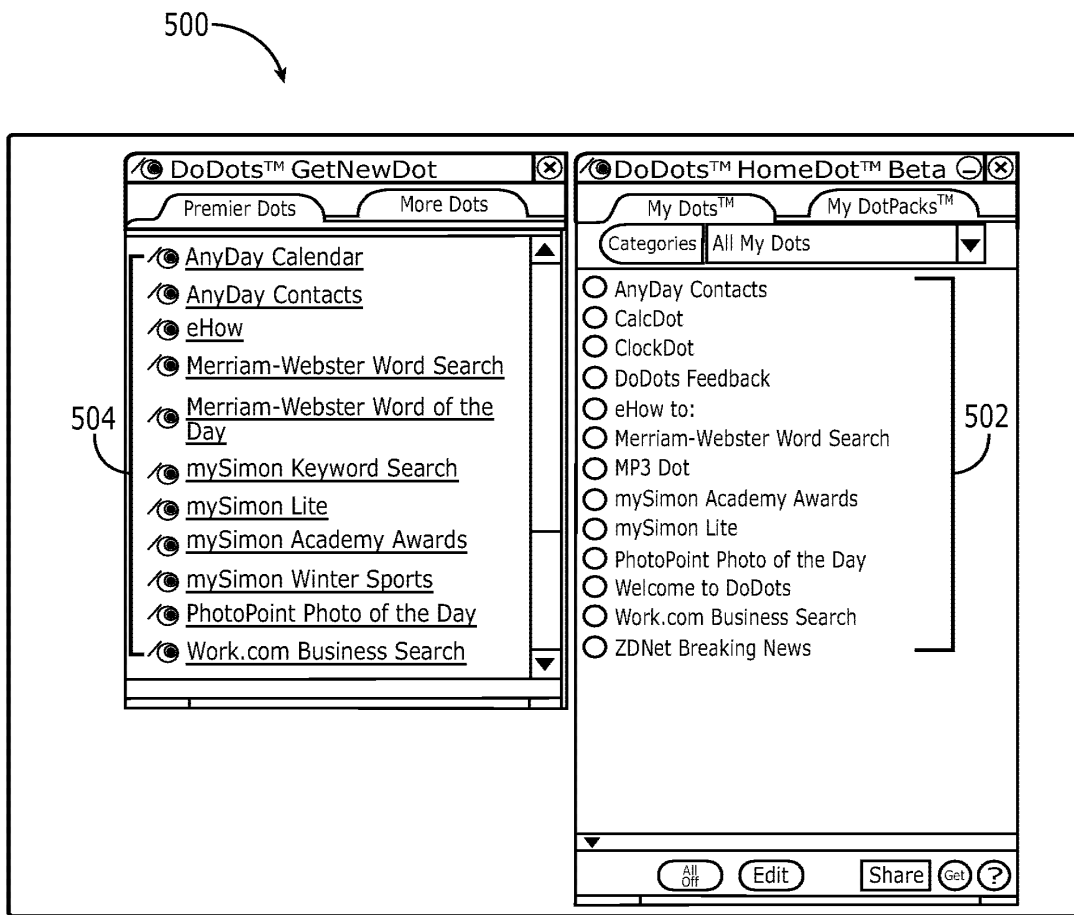 500
DoDots™ GetNewDot
Premier Dots
More Dots
AnyDay Calendar
AnyDay Contacts
eHow
Merriam-Webster Word Search
Merriam-Webster Word of the
Day
mySimon Keyword Search
mySimon Lite
mySimon Academy Awards
mySimon Winter Sports
PhotoPoint Photo of the Day
Work.com Business Search
504
DoDots™ HomeDot™ Beta
My Dots™
My DotPacks™
Categories
All My Dots
AnyDay Contacts
CalcDot
ClockDot
DoDots Feedback
eHow to:
Merriam-Webster Word Search
MP3 Dot
mySimon Academy Awards
mySimon Lite
PhotoPoint Photo of the Day
Welcome to DoDots
Work.com Business Search
ZDNet Breaking News
502
All
Off
Edit
Share
Get
?